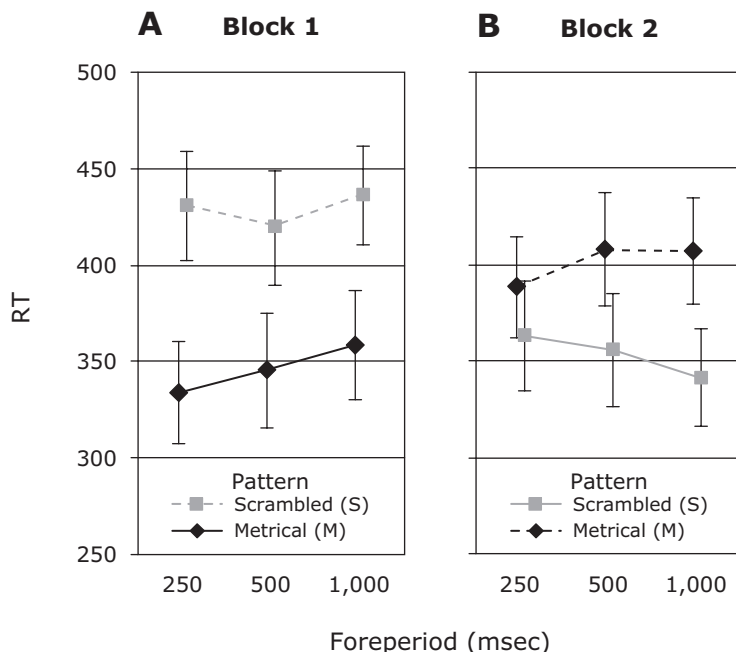 A Block 1
B Block 2
500
450
400
350
300
250
RT
Pattern
Scrambled (S)
Metrical (M)
Pattern
Scrambled (S)
Metrical (M)
250 500 1,000
250 500 1,000
Foreperiod (msec)